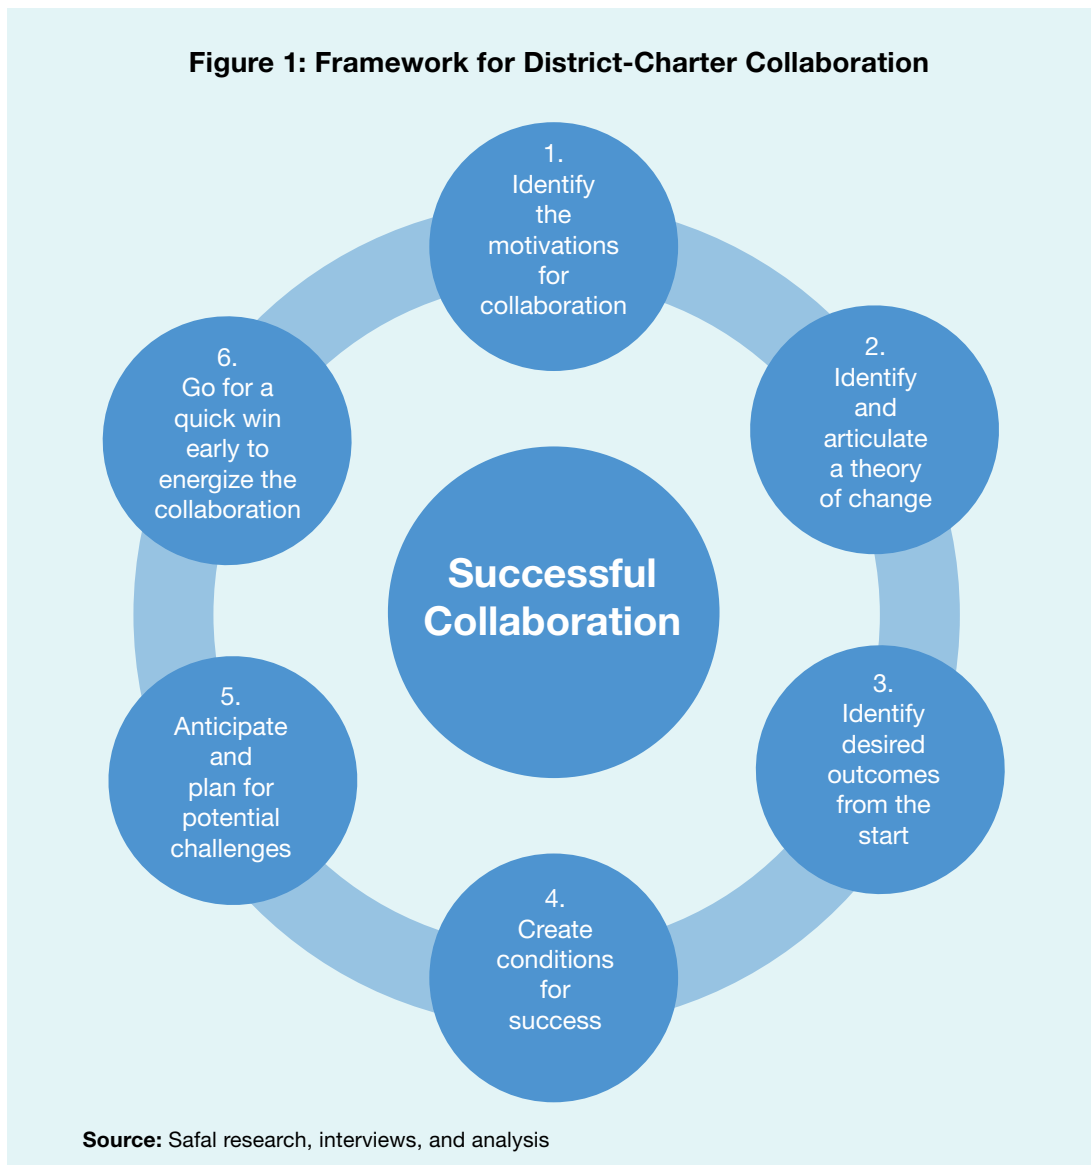 Figure 1: Framework for District-Charter Collaboration
1.
Identify
the
motivations
for
collaboration
2.
Identify
and
articulate
a theory
of change
3.
Identify
desired
outcomes
from the
start
4.
Create
conditions
for
success
5.
Anticipate
and
plan for
potential
challenges
6.
Go for a
quick win
early to
energize the
collaboration
Successful
Collaboration
Source: Safal research, interviews, and analysis